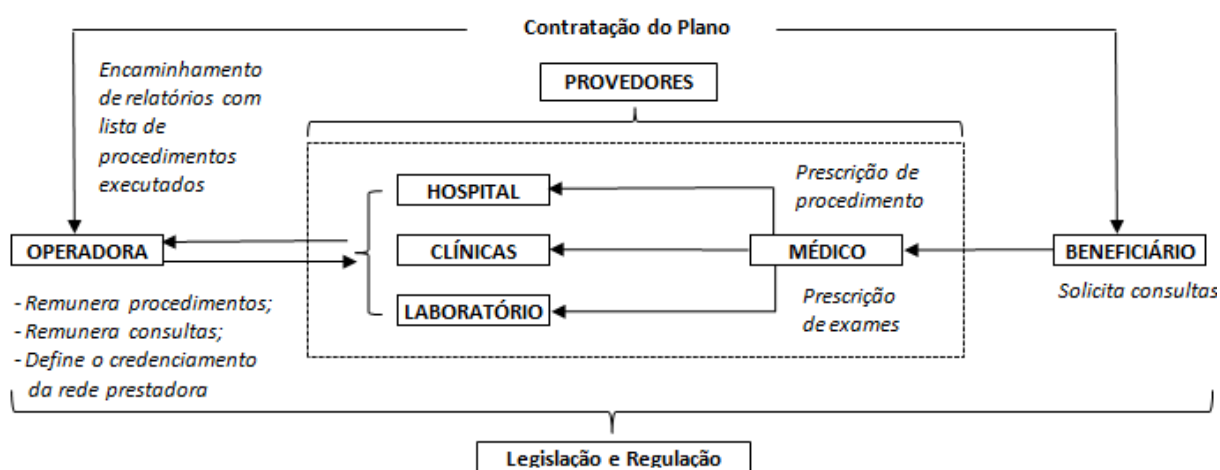 Contratação do Plano
Encaminhamento
de relatórios com
lista de
procedimentos
executados
PROVEDORES
HOSPITAL
Prescrição de
procedimento
OPERADORA
CLÍNICAS
MÉDICO
BENEFICIÁRIO
Solicita consultas
LABORATÓRIO
Prescrição
de exames
- Remunera procedimentos;
- Remunera consultas;
- Define o credenciamento
da rede prestadora
Legislação e Regulação